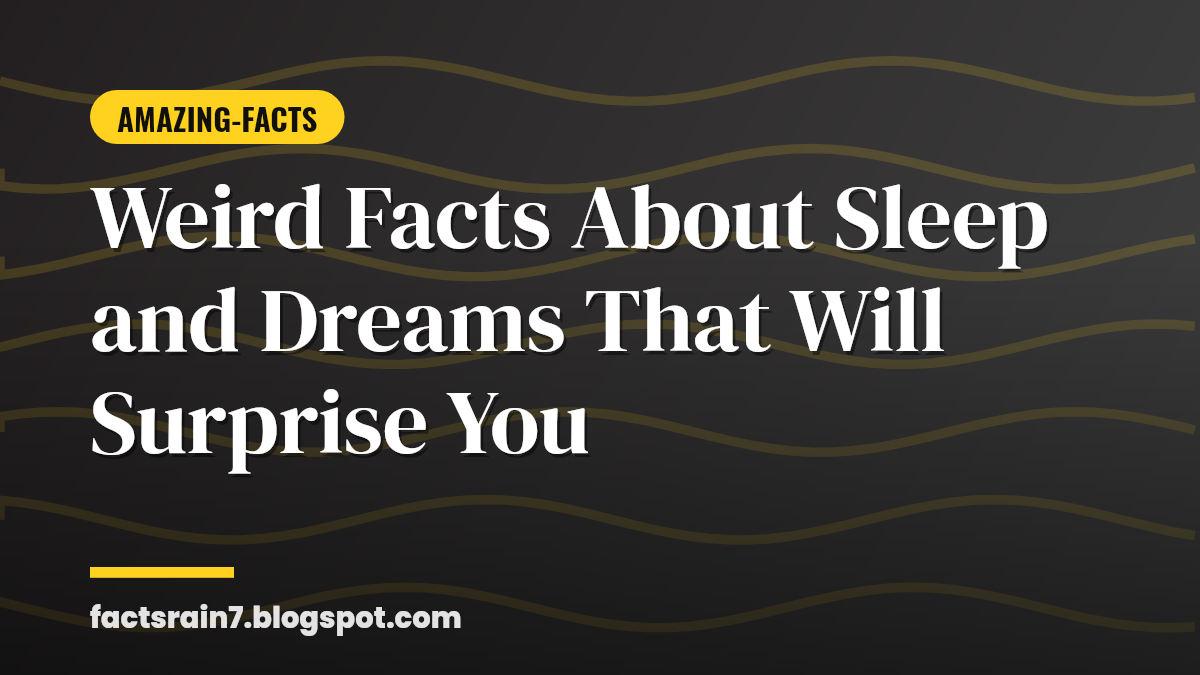 AMAZING-FACTS
Weird Facts About Sleep
and Dreams That Will
Surprise You
factsrain7.blogspot.com